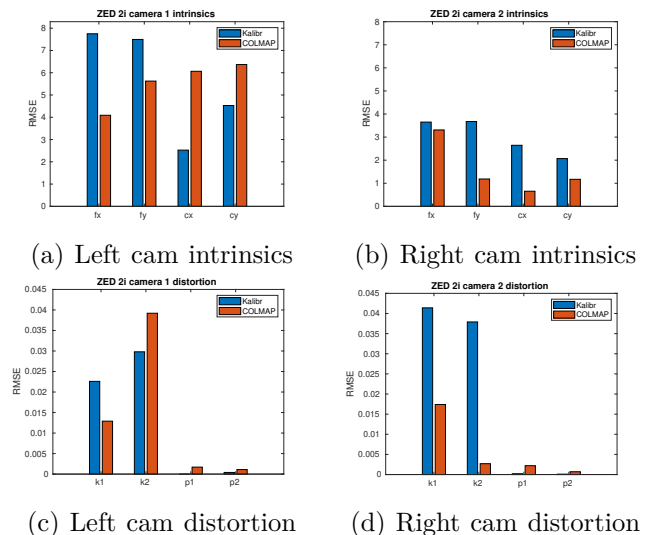 ZED 2i camera 1 intrinsics
Kalibr
COLMAP
RMSE
8
7
6
5
4
3
2
1
0
fx fy cx cy
(a) Left cam intrinsics
ZED 2i camera 2 intrinsics
Kalibr
COLMAP
RMSE
8
7
6
5
4
3
2
1
0
fx fy cx cy
(b) Right cam intrinsics
ZED 2i camera 1 distortion
Kalibr
COLMAP
RMSE
0.045
0.04
0.035
0.03
0.025
0.02
0.015
0.01
0.005
0
k1 k2 p1 p2
(c) Left cam distortion
ZED 2i camera 2 distortion
Kalibr
COLMAP
RMSE
0.045
0.04
0.035
0.03
0.025
0.02
0.015
0.01
0.005
0
k1 k2 p1 p2
(d) Right cam distortion